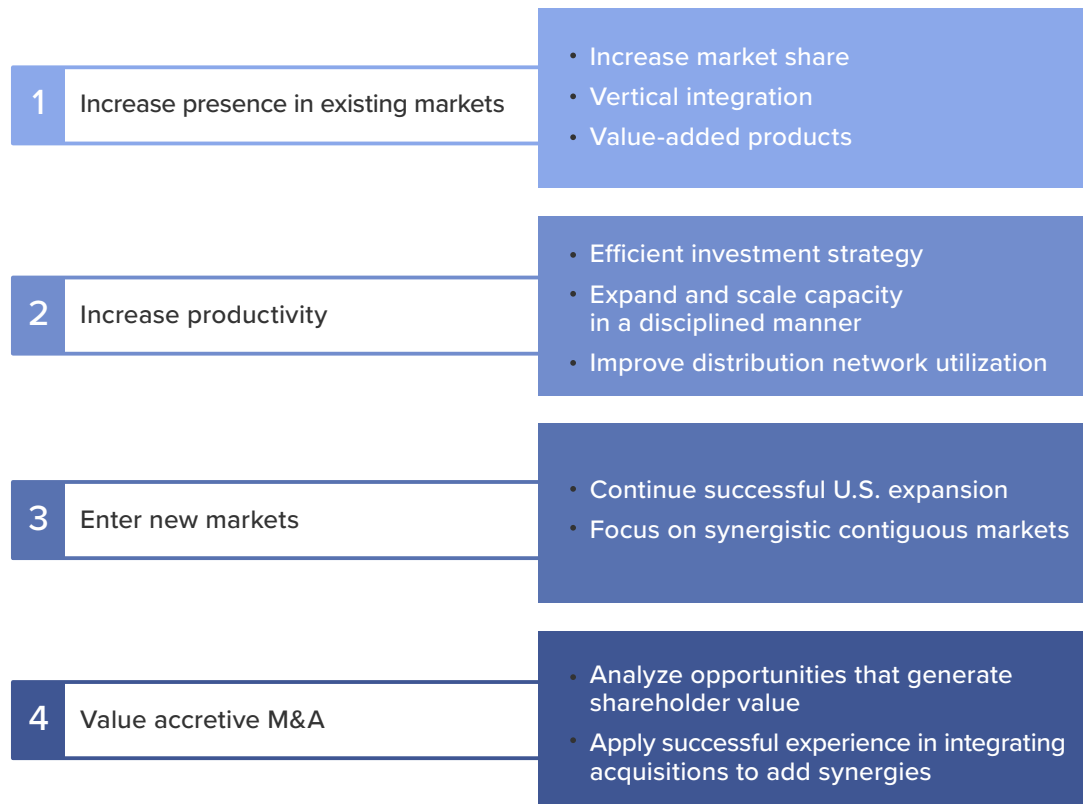 1
Increase presence in existing markets
• Increase market share
• Vertical integration
• Value-added products
2
Increase productivity
• Efficient investment strategy
• Expand and scale capacity
in a disciplined manner
• Improve distribution network utilization
3
Enter new markets
• Continue successful U.S. expansion
• Focus on synergistic contiguous markets
4
Value accretive M&A
• Analyze opportunities that generate
shareholder value
• Apply successful experience in integrating
acquisitions to add synergies